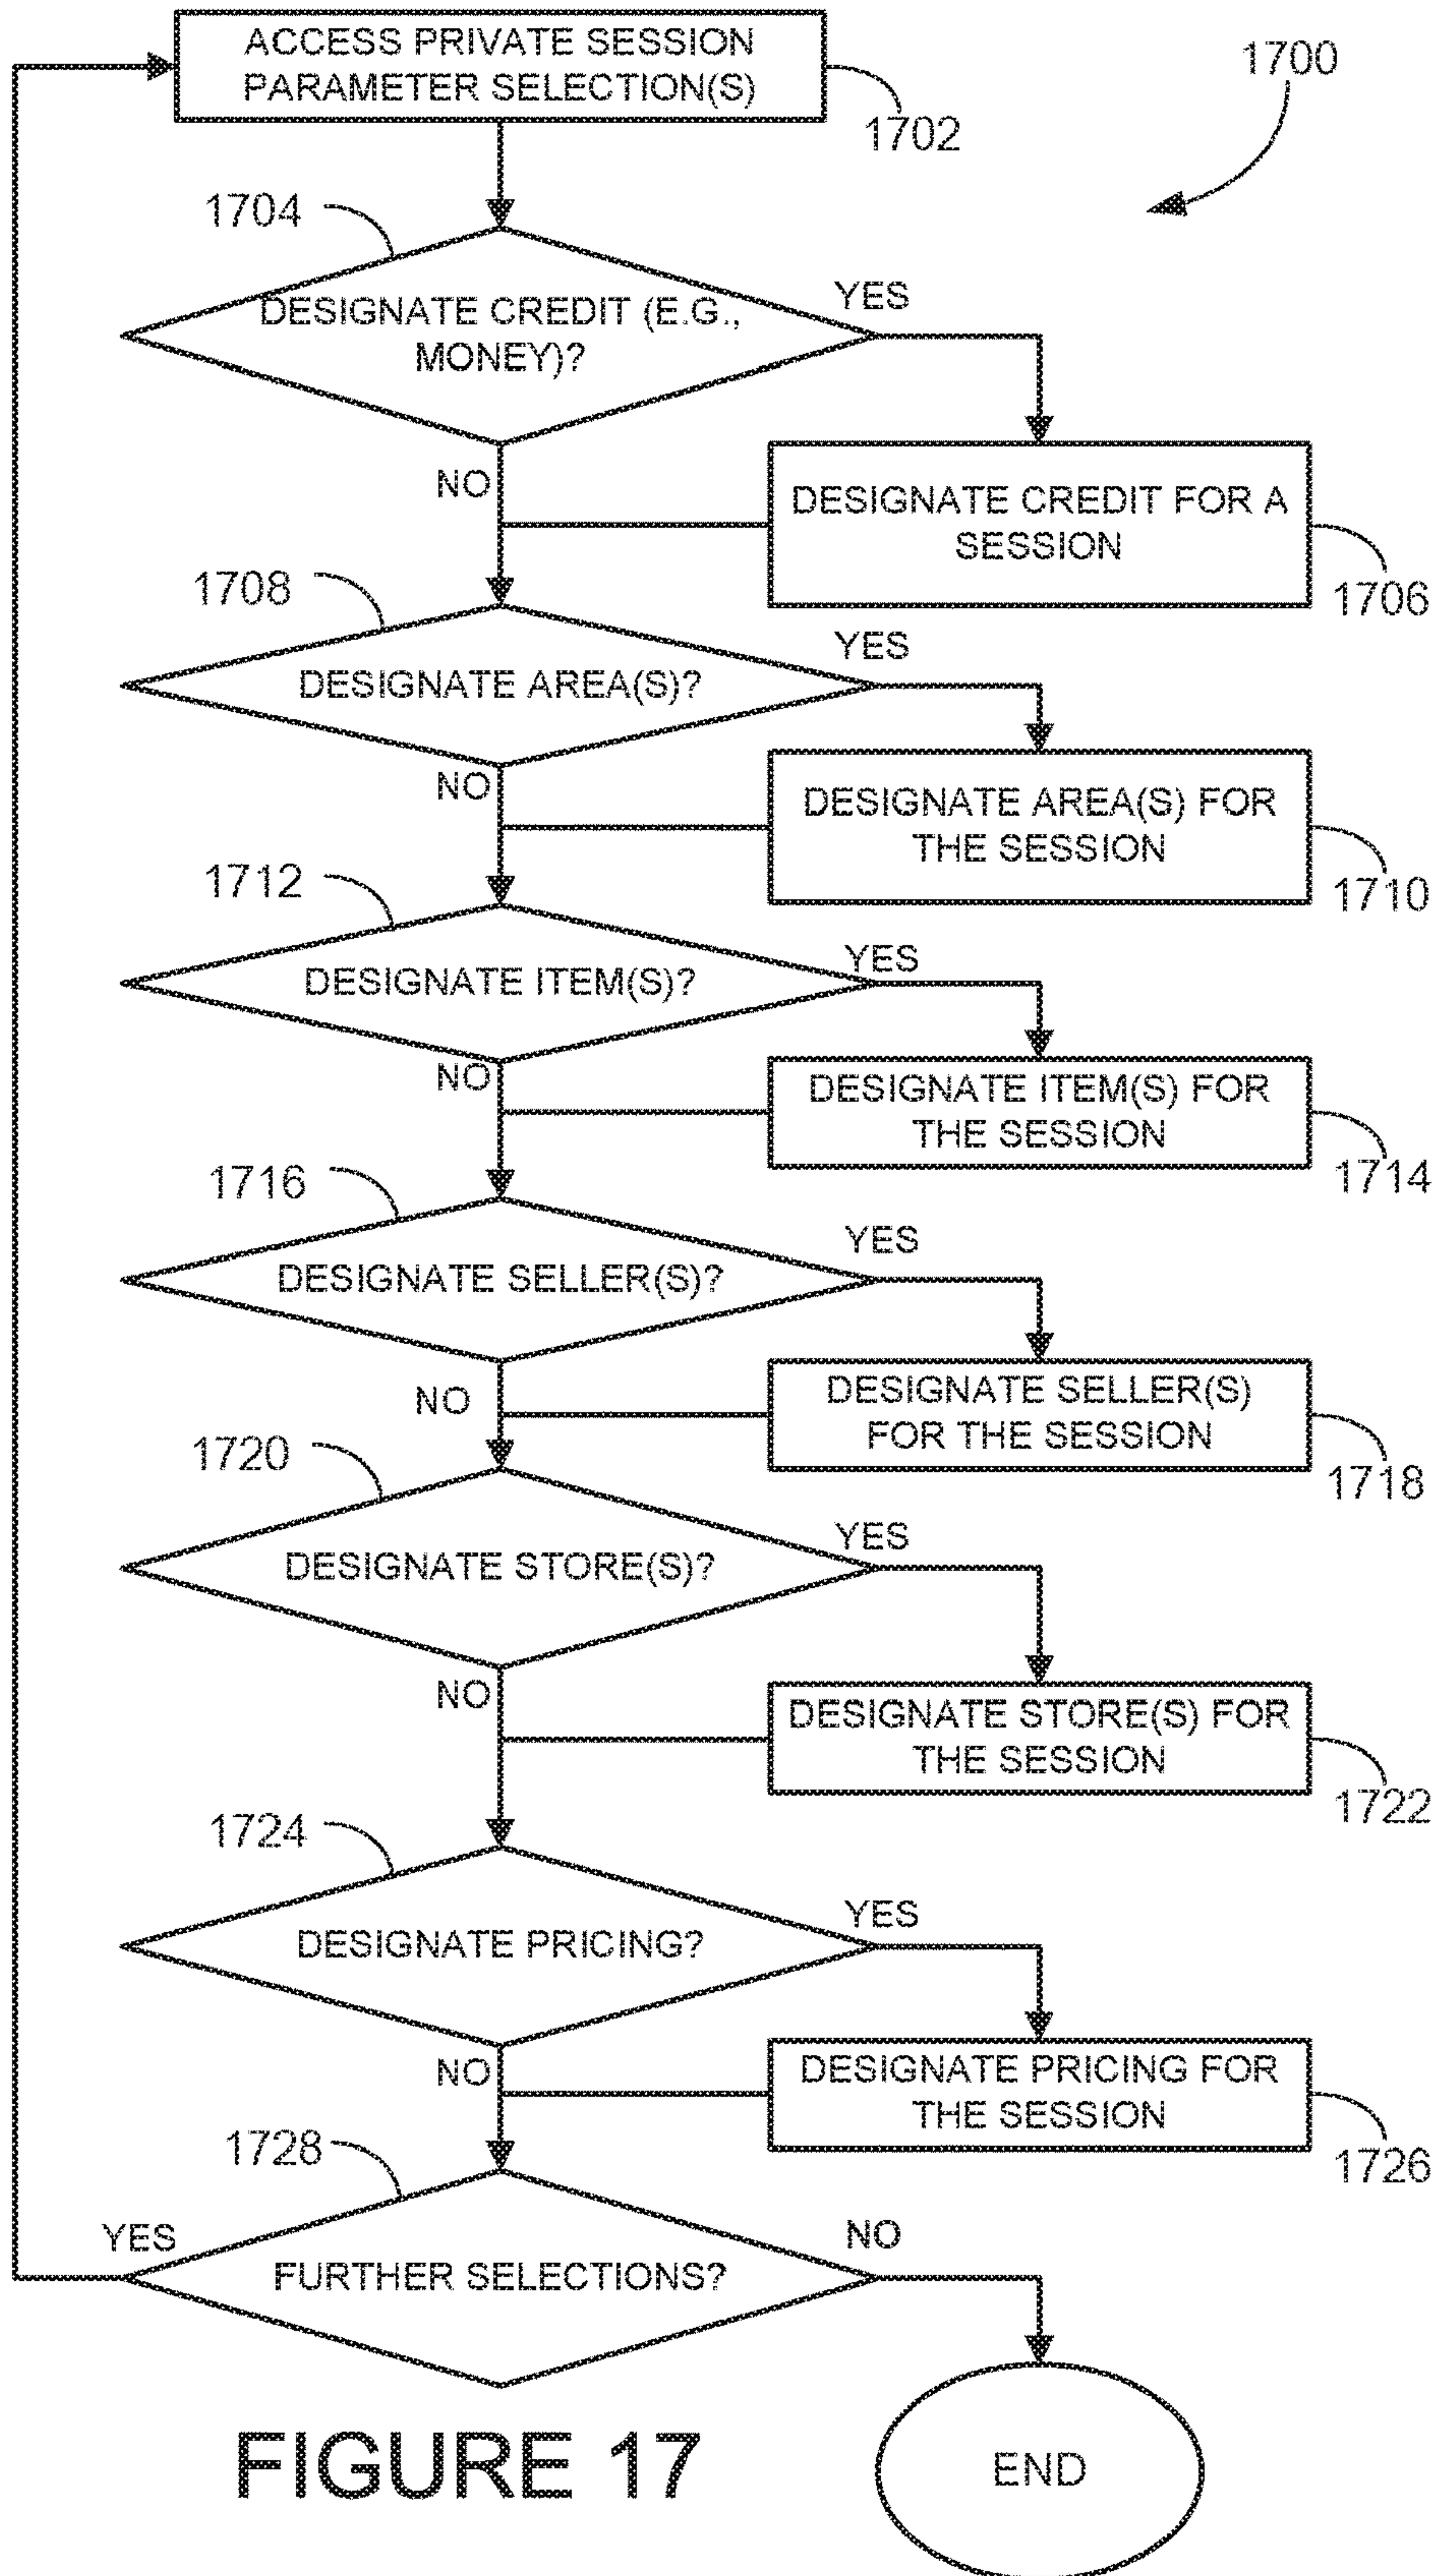 ACCESS PRIVATE SESSION
PARAMETER SELECTION(S)
1700
1702
1704
DESIGNATE CREDIT (E.G.,
MONEY)?
YES
NO
DESIGNATE CREDIT FOR A
SESSION
1706
1708
DESIGNATE AREA(S)?
YES
NO
DESIGNATE AREA(S) FOR
THE SESSION
1710
1712
DESIGNATE ITEM(S)?
YES
NO
DESIGNATE ITEM(S) FOR
THE SESSION
1714
1716
DESIGNATE SELLER(S)?
YES
NO
DESIGNATE SELLER(S)
FOR THE SESSION
1718
1720
DESIGNATE STORE(S)?
YES
NO
DESIGNATE STORE(S) FOR
THE SESSION
1722
1724
DESIGNATE PRICING?
YES
NO
DESIGNATE PRICING FOR
THE SESSION
1726
1728
YES
FURTHER SELECTIONS?
NO
FIGURE 17
END